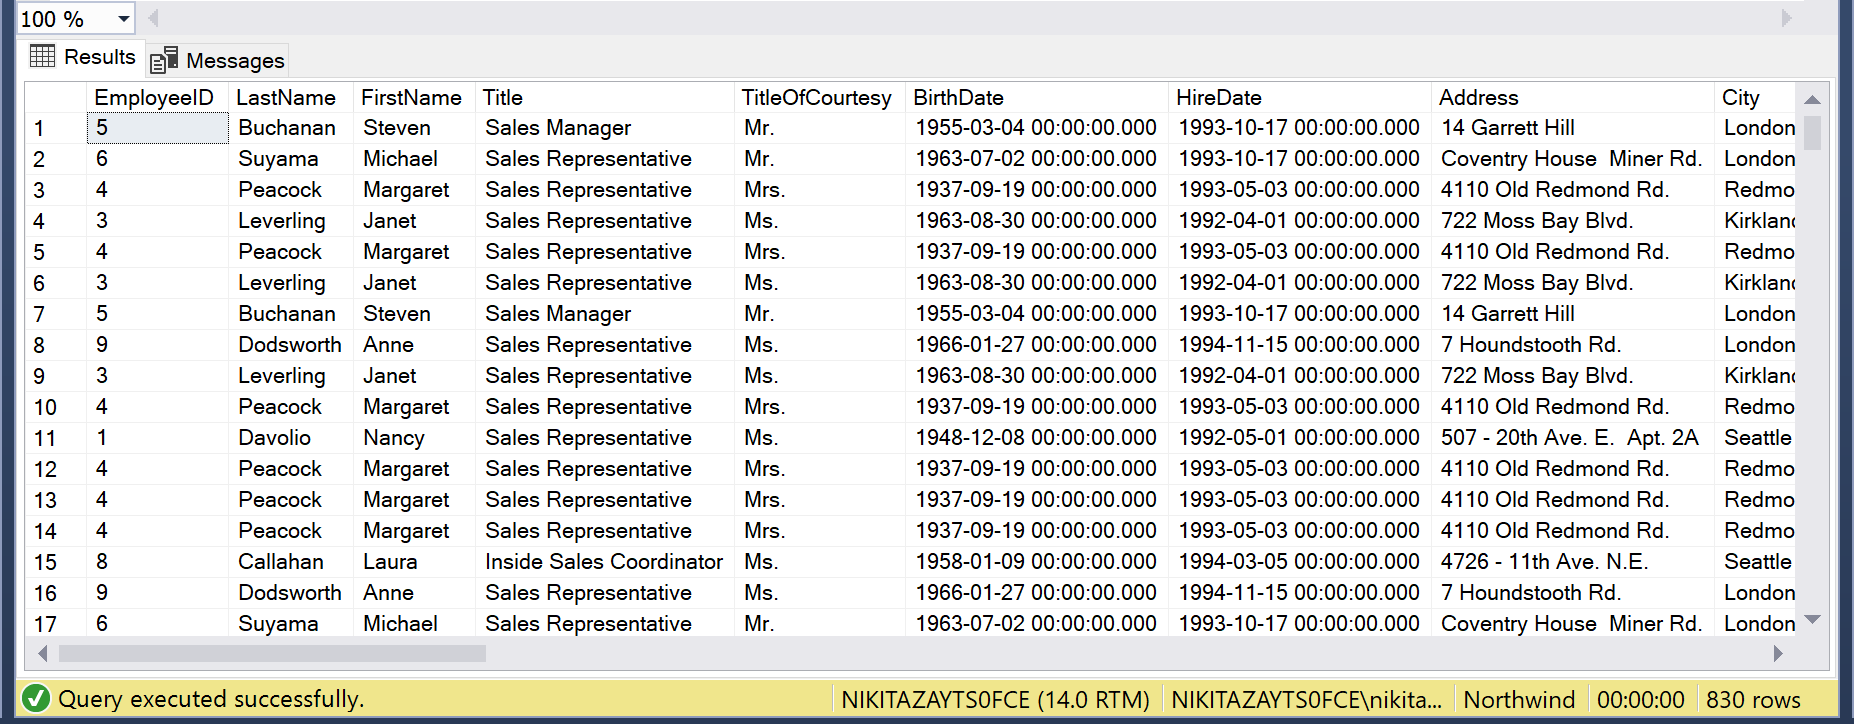 100 %
Results Messages
EmployeeID LastName FirstName Title TitleOfCourtesy BirthDate HireDate Address City
1 5 Buchanan Steven Sales Manager Mr. 1955-03-04 00:00:00.000 1993-10-17 00:00:00.000 14 Garrett Hill London
2 6 Suyama Michael Sales Representative Mr. 1963-07-02 00:00:00.000 1993-10-17 00:00:00.000 Coventry House  Miner Rd. London
3 4 Peacock Margaret Sales Representative Mrs. 1937-09-19 00:00:00.000 1993-05-03 00:00:00.000 4110 Old Redmond Rd. Redmo
4 3 Leverling Janet Sales Representative Ms. 1963-08-30 00:00:00.000 1992-04-01 00:00:00.000 722 Moss Bay Blvd. Kirklan
5 4 Peacock Margaret Sales Representative Mrs. 1937-09-19 00:00:00.000 1993-05-03 00:00:00.000 4110 Old Redmond Rd. Redmo
6 3 Leverling Janet Sales Representative Ms. 1963-08-30 00:00:00.000 1992-04-01 00:00:00.000 722 Moss Bay Blvd. Kirklan
7 5 Buchanan Steven Sales Manager Mr. 1955-03-04 00:00:00.000 1993-10-17 00:00:00.000 14 Garrett Hill London
8 9 Dodsworth Anne Sales Representative Ms. 1966-01-27 00:00:00.000 1994-11-15 00:00:00.000 7 Houndstooth Rd. London
9 3 Leverling Janet Sales Representative Ms. 1963-08-30 00:00:00.000 1992-04-01 00:00:00.000 722 Moss Bay Blvd. Kirklan
10 4 Peacock Margaret Sales Representative Mrs. 1937-09-19 00:00:00.000 1993-05-03 00:00:00.000 4110 Old Redmond Rd. Redmo
11 1 Davolio Nancy Sales Representative Ms. 1948-12-08 00:00:00.000 1992-05-01 00:00:00.000 507 - 20th Ave. E.  Apt. 2A Seattle
12 4 Peacock Margaret Sales Representative Mrs. 1937-09-19 00:00:00.000 1993-05-03 00:00:00.000 4110 Old Redmond Rd. Redmo
13 4 Peacock Margaret Sales Representative Mrs. 1937-09-19 00:00:00.000 1993-05-03 00:00:00.000 4110 Old Redmond Rd. Redmo
14 4 Peacock Margaret Sales Representative Mrs. 1937-09-19 00:00:00.000 1993-05-03 00:00:00.000 4110 Old Redmond Rd. Redmo
15 8 Callahan Laura Inside Sales Coordinator Ms. 1958-01-09 00:00:00.000 1994-03-05 00:00:00.000 4726 - 11th Ave. N.E. Seattle
16 9 Dodsworth Anne Sales Representative Ms. 1966-01-27 00:00:00.000 1994-11-15 00:00:00.000 7 Houndstooth Rd. London
17 6 Suyama Michael Sales Representative Mr. 1963-07-02 00:00:00.000 1993-10-17 00:00:00.000 Coventry House  Miner Rd. London
Query executed successfully. NIKITAZAYTS0FCE (14.0 RTM) NIKITAZAYTS0FCE\nikita... Northwind 00:00:00 830 rows